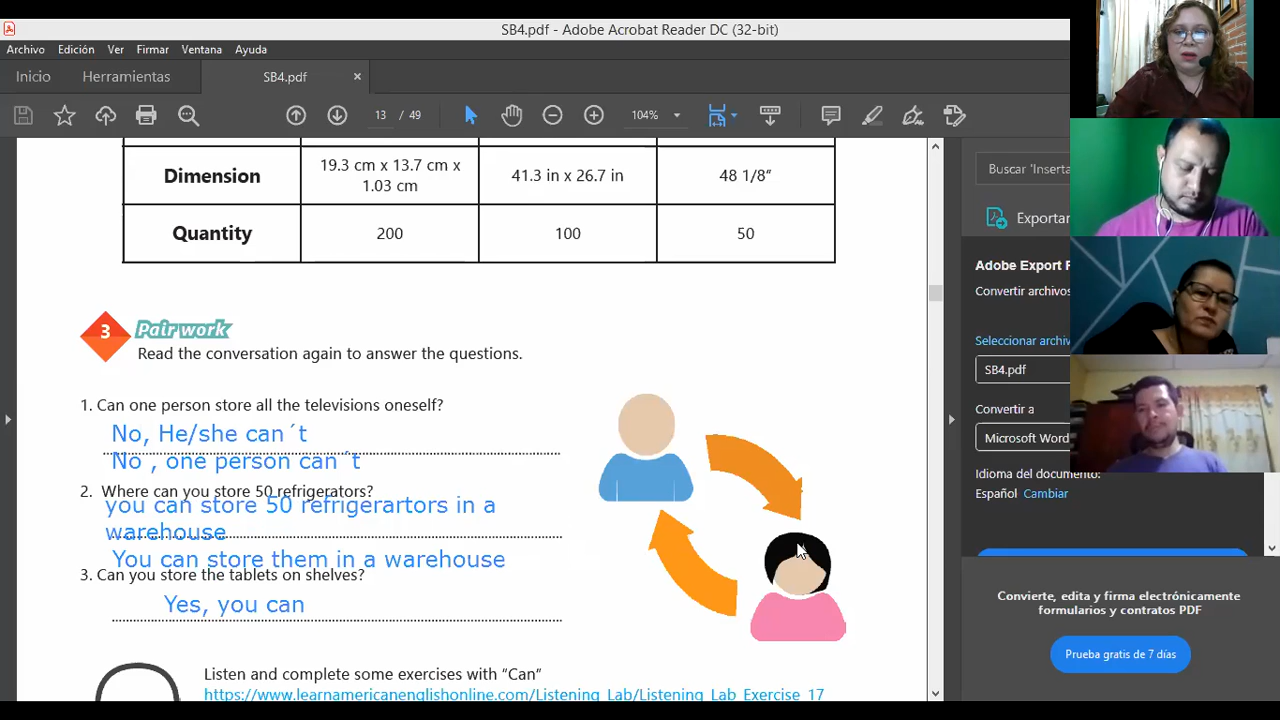 SB4.pdf - Adobe Acrobat Reader DC (32-bit)
Archivo Edición Ver Firmar Ventana Ayuda
Inicio Herramientas SB4.pdf ×
13 / 49 104%
Dimension 19.3 cm x 13.7 cm x 1.03 cm 41.3 in x 26.7 in 48 1/8"
Quantity 200 100 50
3 Pair work
Read the conversation again to answer the questions.
1. Can one person store all the televisions oneself?
No, He/she can´t
No , one person can´t
2. Where can you store 50 refrigerators?
you can store 50 refrigerartors in a
warehouse
You can store them in a warehouse
3. Can you store the tablets on shelves?
Yes, you can
Listen and complete some exercises with “Can”
https://www.learnamericanenglishonline.com/Listening_Lab/Listening_Lab_Exercise_17
Buscar 'Inserta
Exportar
Adobe Export P
Convertir archivos
Seleccionar archiv
SB4.pdf
Convertir a
Microsoft Word
Idioma del documento:
Español Cambiar
Convierte, edita y firma electrónicamente
formularios y contratos PDF
Prueba gratis de 7 días